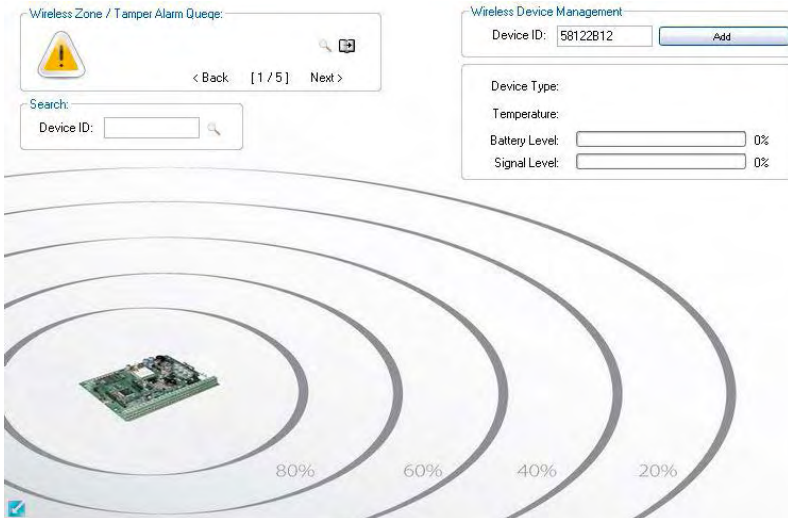 Wireless Zone / Tamper Alarm Queqe:
< Back [ 1 / 5 ] Next >
Search:
Device ID:
Wireless Device Management
Device ID: 58122B12 Add
Device Type:
Temperature:
Battery Level: 0%
Signal Level: 0%
80% 60% 40% 20%